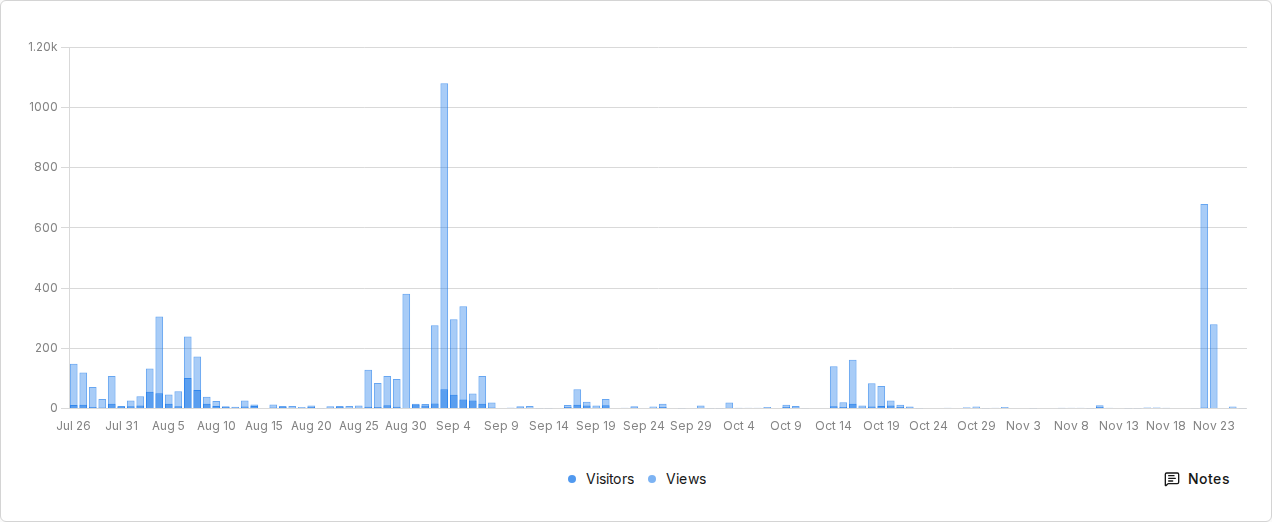 1.20k
1000
800
600
400
200
0
Jul 26 Jul 31 Aug 5 Aug 10 Aug 15 Aug 20 Aug 25 Aug 30 Sep 4 Sep 9 Sep 14 Sep 19 Sep 24 Sep 29 Oct 4 Oct 9 Oct 14 Oct 19 Oct 24 Oct 29 Nov 3 Nov 8 Nov 13 Nov 18 Nov 23
Visitors Views Notes